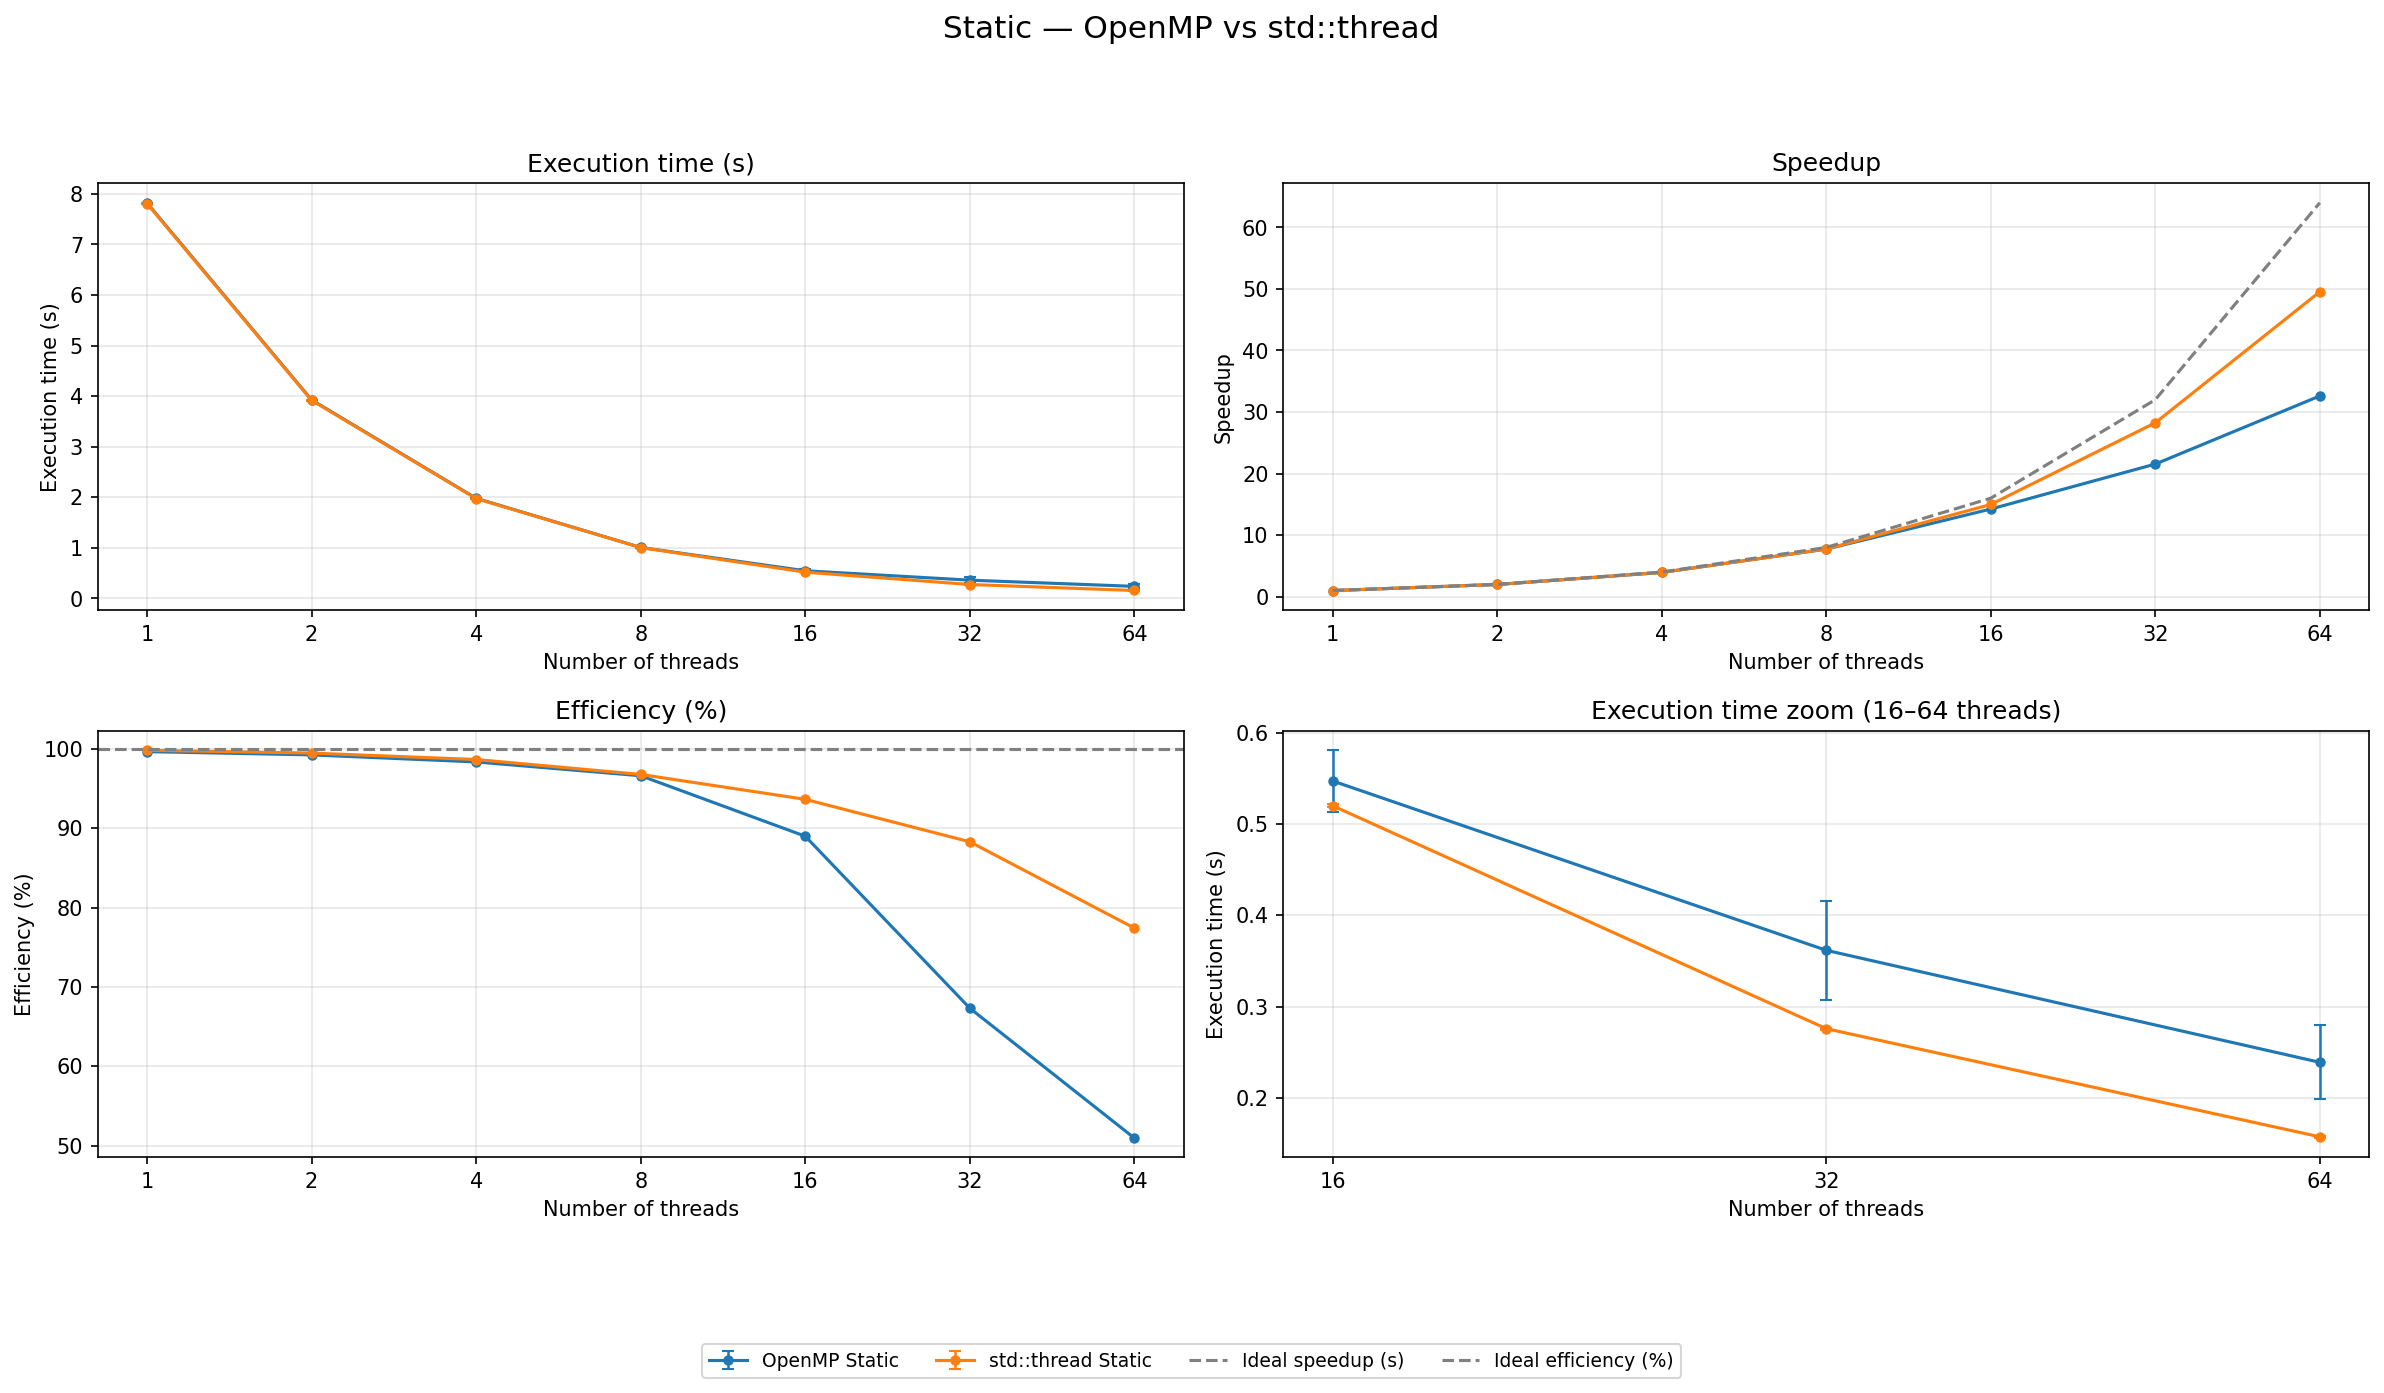 Static — OpenMP vs std::thread
Execution time (s)
Execution time (s)
8
7
6
5
4
3
2
1
0
1 2 4 8 16 32 64
Number of threads
Speedup
Speedup
60
50
40
30
20
10
0
1 2 4 8 16 32 64
Number of threads
Efficiency (%)
Efficiency (%)
100
90
80
70
60
50
1 2 4 8 16 32 64
Number of threads
Execution time zoom (16–64 threads)
Execution time (s)
0.6
0.5
0.4
0.3
0.2
16 32 64
Number of threads
OpenMP Static std::thread Static Ideal speedup (s) Ideal efficiency (%)